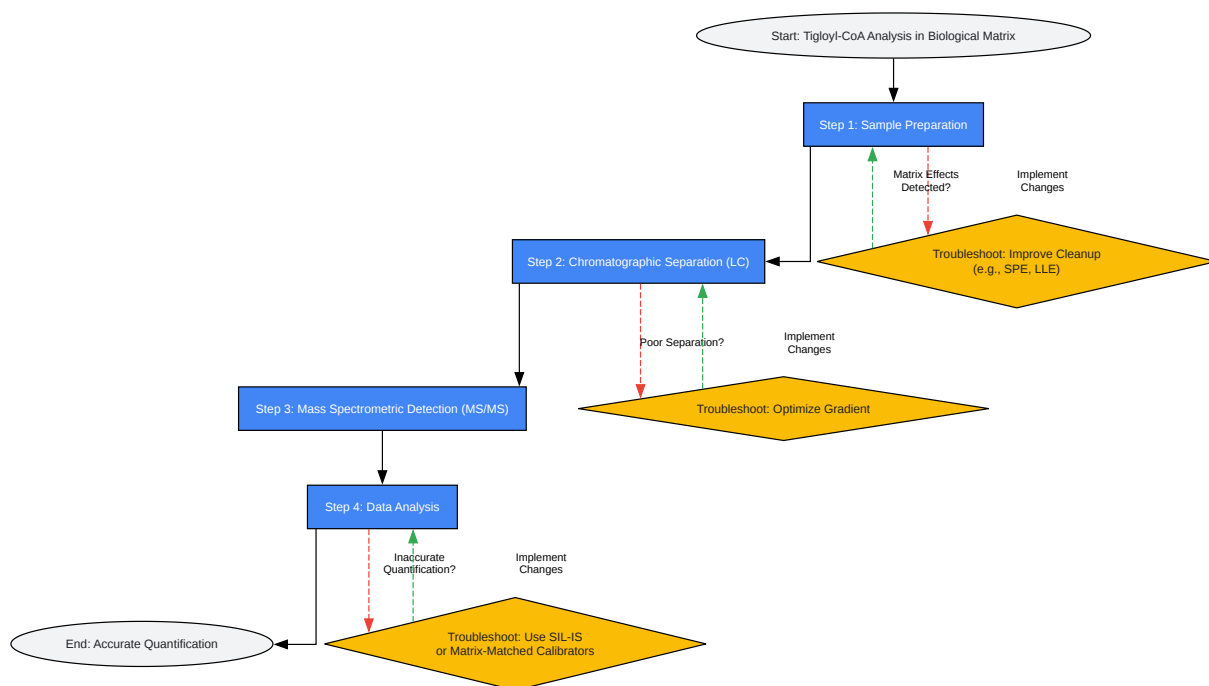 Start: Tigloyl-CoA Analysis in Biological Matrix
Step 1: Sample Preparation
Matrix Effects
Detected?
Implement
Changes
Troubleshoot: Improve Cleanup
(e.g., SPE, LLE)
Step 2: Chromatographic Separation (LC)
Poor Separation?
Implement
Changes
Troubleshoot: Optimize Gradient
Step 3: Mass Spectrometric Detection (MS/MS)
Step 4: Data Analysis
Inaccurate
Quantification?
Implement
Changes
Troubleshoot: Use SIL-IS
or Matrix-Matched Calibrators
End: Accurate Quantification